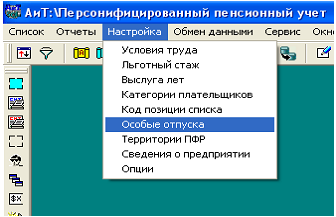 АиТ:\Персонифицированный пенсионный учет
Список Отчеты Настройка Обмен данными Сервис Окн
Условия труда
Льготный стаж
Выслуга лет
Категории плательщиков
Код позиции списка
Особые отпуска
Территории ПФР
Сведения о предприятии
Опции